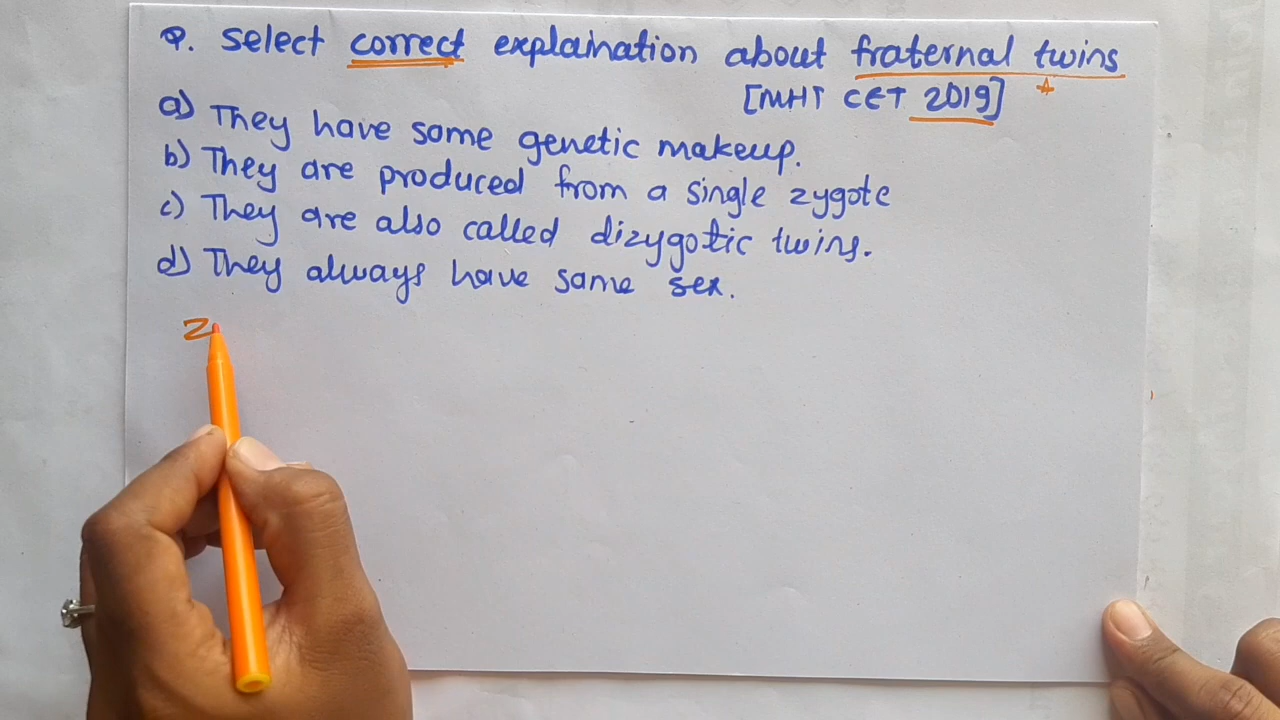 Q. select correct explaination about fraternal twins
[MHT CET 2019]
a) They have same genetic makeup.
b) They are produced from a single zygote
c) They are also called dizygotic twins.
d) They always have same sex.
Z